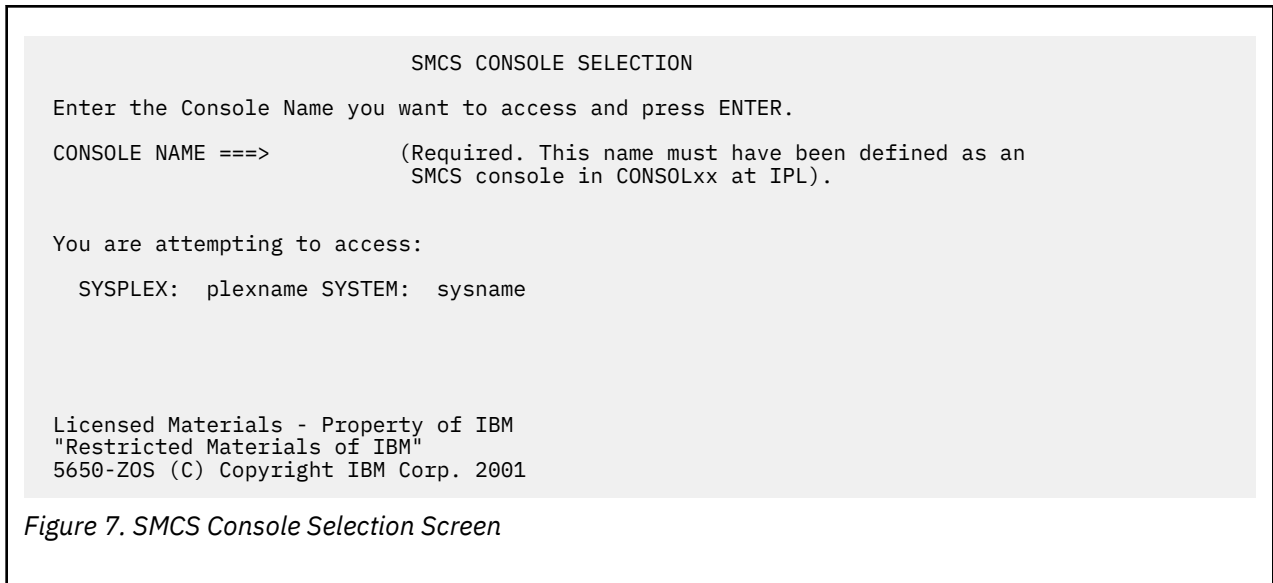 SMCS CONSOLE SELECTION
Enter the Console Name you want to access and press ENTER.
CONSOLE NAME ===> (Required. This name must have been defined as an
SMCS console in CONSOLxx at IPL).
You are attempting to access:
SYSPLEX: plexname SYSTEM: sysname
Licensed Materials - Property of IBM
"Restricted Materials of IBM"
5650-ZOS (C) Copyright IBM Corp. 2001
Figure 7. SMCS Console Selection Screen